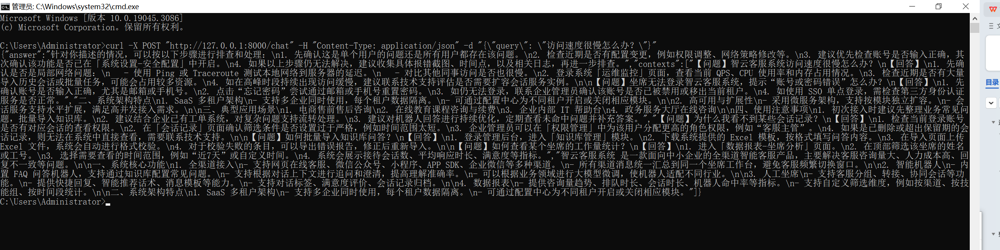 管理员: C:\Windows\system32\cmd.exe
Microsoft Windows [版本 10.0.19045.3086]
(c) Microsoft Corporation。保留所有权利。
C:\Users\Administrator>curl -X POST "http://127.0.0.1:8000/chat" -H "Content-Type: application/json" -d "{\"query\": \"访问速度很慢怎么办？\"}"
{"answer":"针对你描述的情况，可以按以下步骤进行排查和处理：\n1. 先确认这是单个用户的问题还是所有用户都存在该问题。\n2. 检查近期是否有配置变更，例如权限调整、网络策略修改等。\n3. 建议优先检查账号是否输入正确，其
次确认该功能是否已在「系统设置-安全配置」中开启。\n4. 如果以上步骤仍无法解决，建议收集具体报错截图、时间点，以及相关日志，再进一步排查。","contexts":["【问题】智云客服系统访问速度很慢怎么办？\n【回答】\n1. 先确
认是否是局部网络问题：\n   - 使用 Ping 或 Traceroute 测试本地网络到服务器的延迟。\n   - 对比其他同事访问是否也很慢。\n2. 登录系统「运维监控」页面，查看当前 QPS、CPU 使用率和内存占用情况。\n3. 检查近期是否有大量
导入历史会话或批量任务，可能会占用较多资源。\n4. 如在高峰时段持续出现访问缓慢，建议联系技术支持评估是否需要扩容会话服务实例。\n\n【问题】坐席无法登录智云客服系统，提示“账号或密码错误”怎么办？\n【回答】\n1. 先
确认账号是否输入正确，尤其是邮箱或手机号。\n2. 点击“忘记密码”尝试通过邮箱或手机号重置密码。\n3. 如仍无法登录，联系企业管理员确认该账号是否已被禁用或移出当前租户。\n4. 如使用 SSO 单点登录，需检查第三方身份认证
服务是否正常。","二、系统架构特点\n1. SaaS 多租户架构\n- 支持多企业同时使用，每个租户数据隔离。\n- 可通过配置中心为不同租户开启或关闭相应模块。\n\n2. 高可用与扩展性\n- 采用微服务架构，支持按模块独立扩容。\n- 会
话服务支持水平扩展，满足高并发接入需求。\n\n三、典型应用场景\n1. 电商售前售后咨询\n2. 在线教育课程咨询与续费\n3. 企业内部 IT 帮助台\n4. 政务服务大厅在线咨询\n\n四、使用注意事项\n1. 初次接入时建议先整理业务常见问
题，批量导入知识库。\n2. 建议结合企业已有工单系统，对复杂问题支持流转处理。\n3. 建议对机器人回答进行持续优化，定期查看未命中问题并补充答案。","【问题】为什么我看不到某些会话记录？\n【回答】\n1. 检查当前登录账号
是否有对应会话的查看权限。\n2. 在「会话记录」页面确认筛选条件是否设置过于严格，例如时间范围太短。\n3. 企业管理员可以在「权限管理」中为该用户分配更高的角色权限，例如“客服主管”。\n4. 如果是已删除或超出保留期的会
话记录，则无法在系统中直接查看，需要联系技术支持。\n\n【问题】如何批量导入知识库问答？\n【回答】\n1. 登录管理后台，进入「知识库管理」模块。\n2. 下载系统提供的 Excel 模板，按格式填写问答内容。\n3. 在导入页面上传
Excel 文件，系统会自动进行格式校验。\n4. 对于校验失败的条目，可以导出错误报告，修正后重新导入。\n\n【问题】如何查看某个坐席的工作量统计？\n【回答】\n1. 进入「数据报表-坐席分析」页面。\n2. 在顶部筛选该坐席的姓名
或工号。\n3. 选择需要查看的时间范围，例如“近7天”或自定义时间。\n4. 系统会展示接待会话数、平均响应时长、满意度等指标。","智云客服系统 是一款面向中小企业的全渠道智能客服产品，主要解决客服咨询量大、人力成本高、回
复不一致等问题。\n\n一、系统核心功能\n1. 全渠道接入\n- 支持网页在线客服、微信公众号、小程序、APP SDK、企业微信等多种渠道。\n- 所有渠道消息统一汇总到同一个坐席工作台，避免客服频繁切换窗口。\n\n2. 智能机器人\n- 内
置 FAQ 问答机器人，支持通过知识库配置常见问题。\n- 支持根据对话上下文进行追问和澄清，提高理解准确率。\n- 可以根据业务领域进行大模型微调，使机器人适配不同行业。\n\n3. 人工坐席\n- 支持客服分组、转接、协同会话等功
能。\n- 提供快捷回复、智能推荐话术、消息模板等能力。\n- 支持对话标签、满意度评价、会话记录归档。\n\n4. 数据报表\n- 提供咨询量趋势、排队时长、会话时长、机器人命中率等指标。\n- 支持自定义筛选维度，例如按渠道、按技
能组、按时间段统计。\n\n二、系统架构特点\n1. SaaS 多租户架构\n- 支持多企业同时使用，每个租户数据隔离。\n- 可通过配置中心为不同租户开启或关闭相应模块。"]}
C:\Users\Administrator>
目录